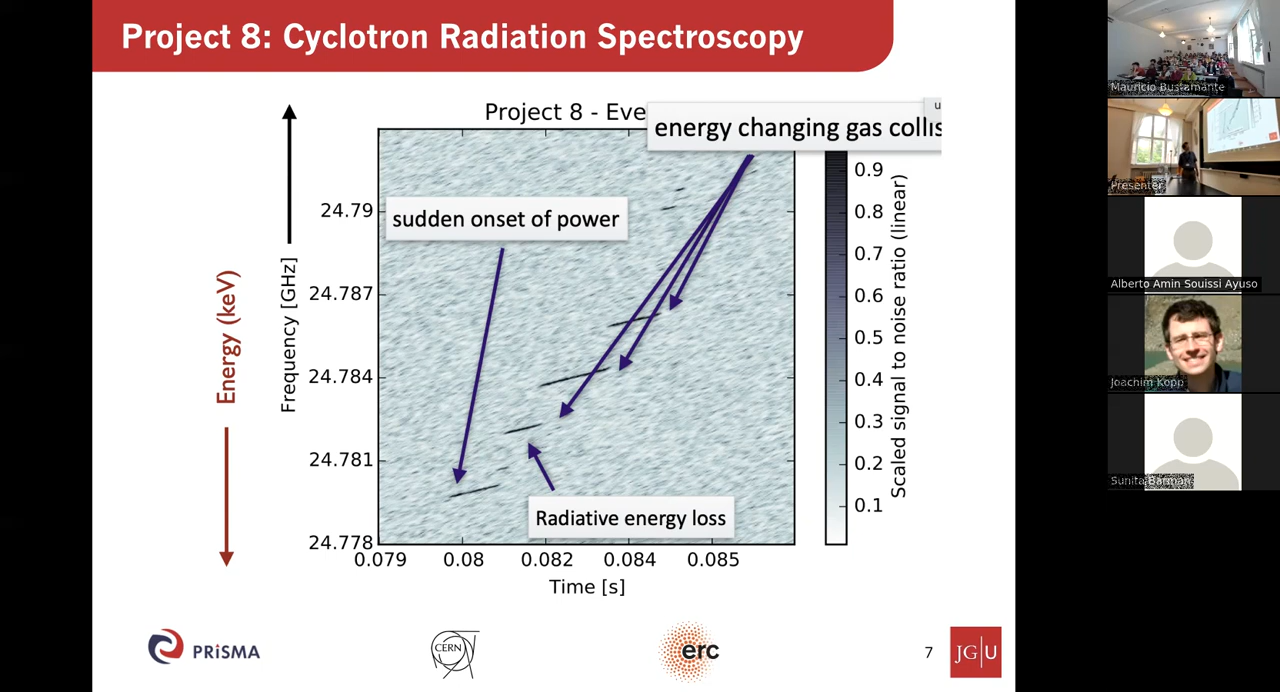 Project 8: Cyclotron Radiation Spectroscopy
Project 8 - Eve
u
energy changing gas collis
sudden onset of power
Radiative energy loss
Energy (keV)
Frequency [GHz]
24.79
24.787
24.784
24.781
24.778
0.079
0.08
0.082
0.084
0.085
Time [s]
0.9
0.8
0.7
0.6
0.5
0.4
0.3
0.2
0.1
Scaled signal to noise ratio (linear)
PRiSMA
CERN
erc
7
JG|U
Mauricio Bustamante
Presenter
Alberto Amin Souissi Ayuso
Joachim Kopp
Sunita Barman